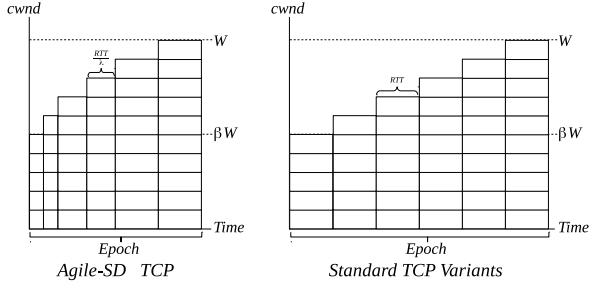 cwnd
W
RTT
λ
βW
Time
Epoch
Agile-SD TCP
cwnd
W
RTT
βW
Time
Epoch
Standard TCP Variants